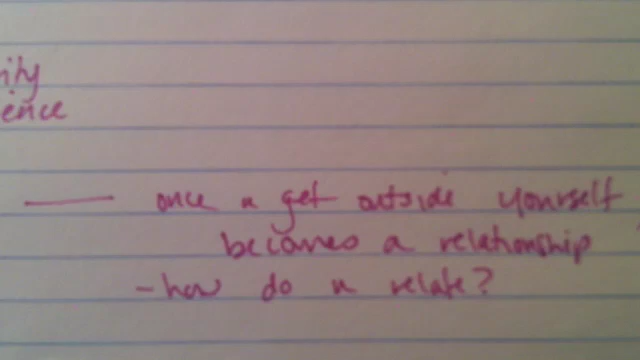 ity
ence
once u get outside yourself
becomes a relationship
- how do u relate?